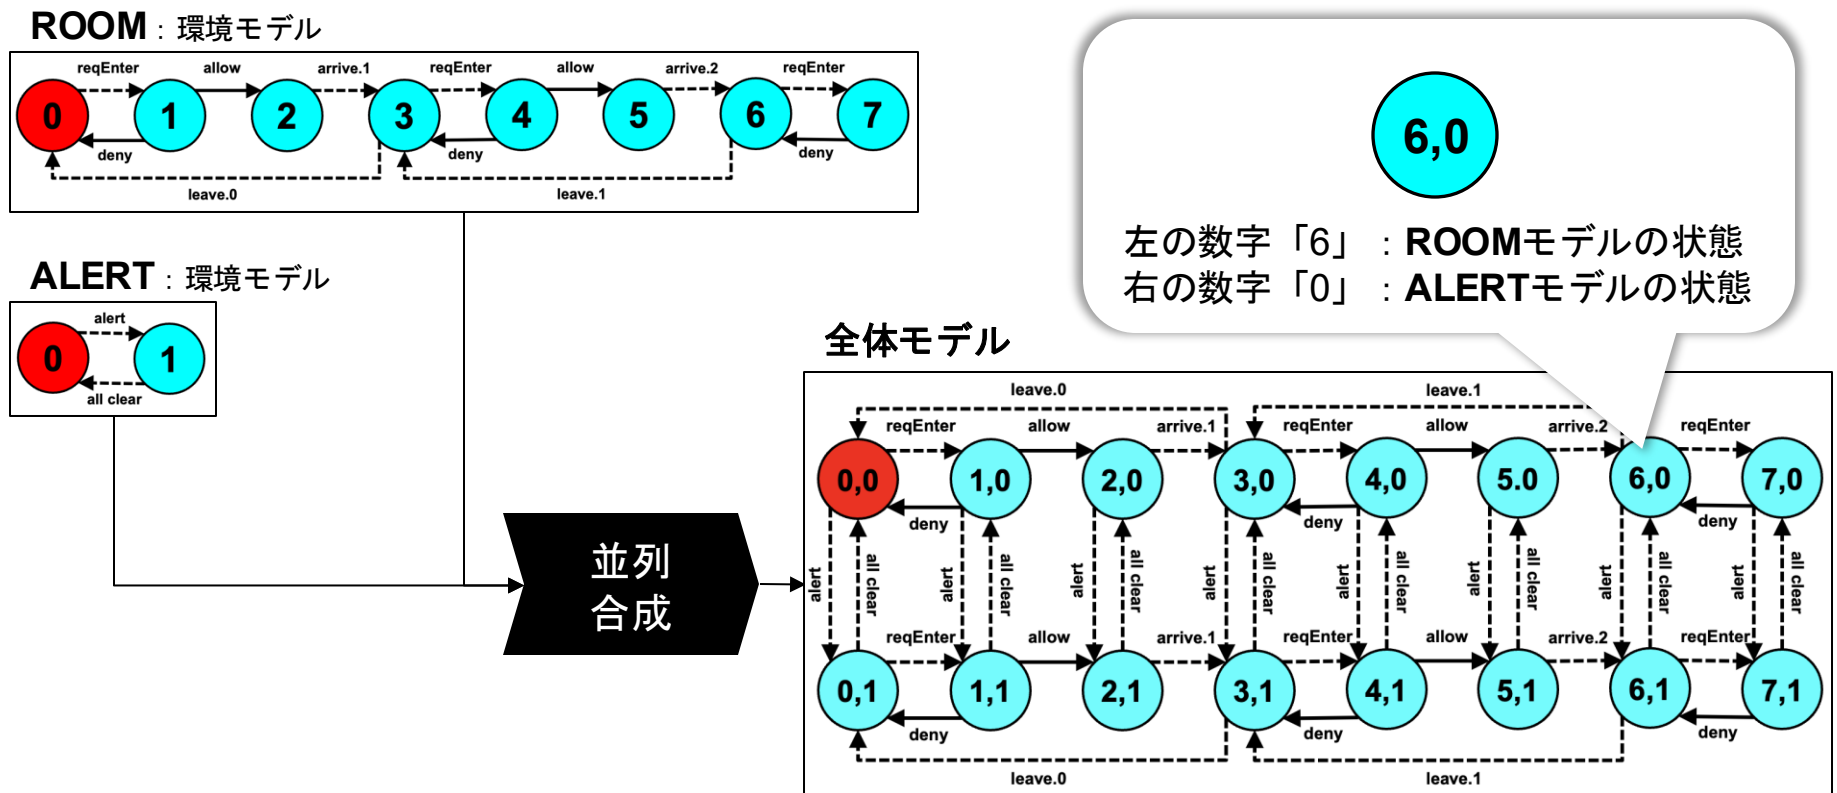 ROOM：環境モデル
reqEnter allow arrive.1 reqEnter allow arrive.2 reqEnter
0 1 2 3 4 5 6 7
deny deny deny
leave.0 leave.1
ALERT：環境モデル
alert
0 1
all clear
並列
合成
6,0
左の数字「6」：ROOMモデルの状態
右の数字「0」：ALERTモデルの状態
全体モデル
leave.0 leave.1
reqEnter allow arrive.1 reqEnter allow arrive.2 reqEnter
0,0 1,0 2,0 3,0 4,0 5.0 6,0 7,0
deny deny deny
alert all clear alert all clear alert all clear alert all clear alert all clear alert all clear alert all clear alert all clear
reqEnter allow arrive.1 reqEnter allow arrive.2 reqEnter
0,1 1,1 2,1 3,1 4,1 5,1 6,1 7,1
deny deny deny
leave.0 leave.1